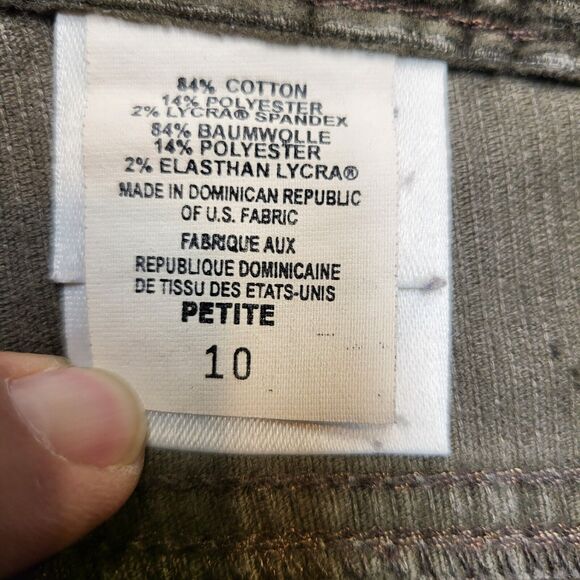 84% COTTON
14% POLYESTER
2% LYCRA® SPANDEX
84% BAUMWOLLE
14% POLYESTER
2% ELASTHAN LYCRA®
MADE IN DOMINICAN REPUBLIC
OF U.S. FABRIC
FABRIQUE AUX
REPUBLIQUE DOMINICAINE
DE TISSU DES ETATS-UNIS
PETITE
10